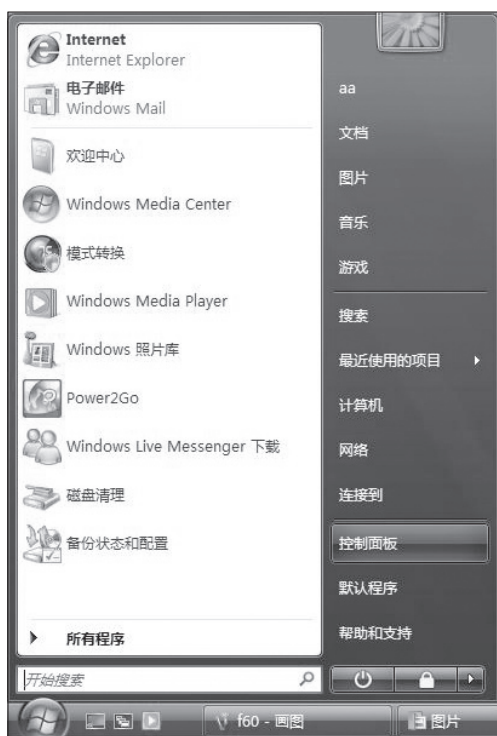 Internet
Internet Explorer
电子邮件
Windows Mail
欢迎中心
Windows Media Center
模式转换
Windows Media Player
Windows 照片库
Power2Go
Windows Live Messenger 下载
磁盘清理
备份状态和配置
所有程序
开始搜索
aa
文档
图片
音乐
游戏
搜索
最近使用的项目
计算机
网络
连接到
控制面板
默认程序
帮助和支持
f60 - 画图
图片